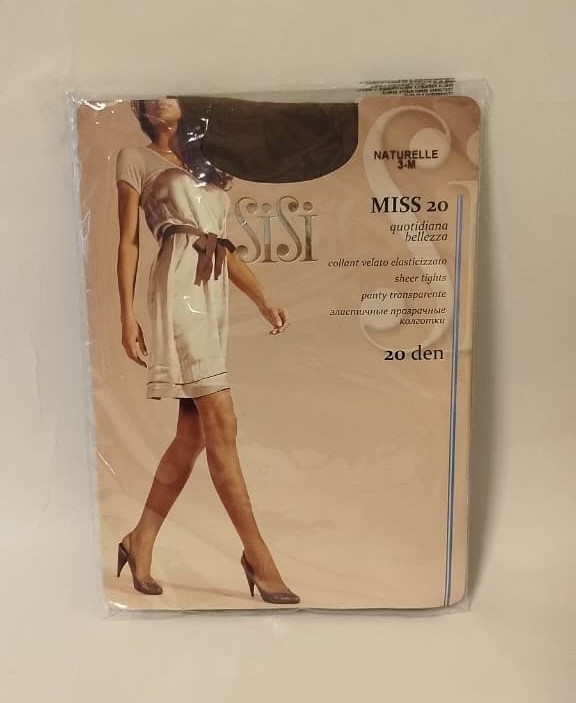 NATURELLE
3-M
MISS 20
quotidiana
bellezza
SiSi
collant velato elasticizzato
sheer tights
panty transparente
эластичные прозрачные
колготки
20 den